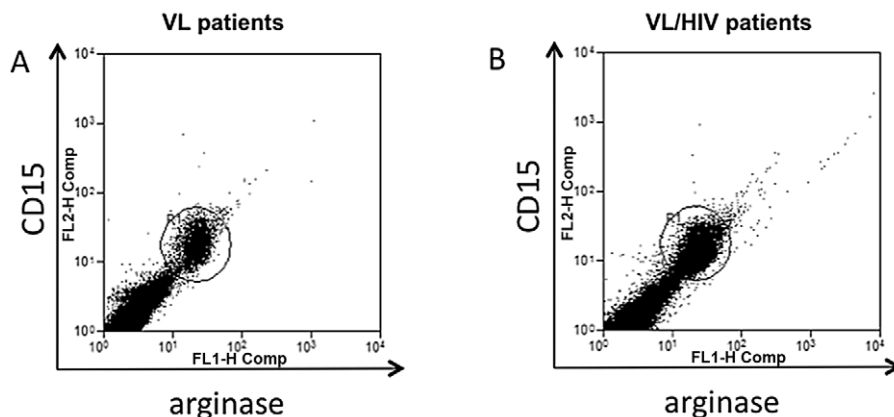 VL patients
A
CD15
FL2-H Comp
10⁴
10³
10²
10¹
10⁰
R1
10⁰ 10¹ 10² 10³ 10⁴
FL1-H Comp
arginase
VL/HIV patients
B
CD15
FL2-H Comp
10⁴
10³
10²
10¹
10⁰
R1
10⁰ 10¹ 10² 10³ 10⁴
FL1-H Comp
arginase